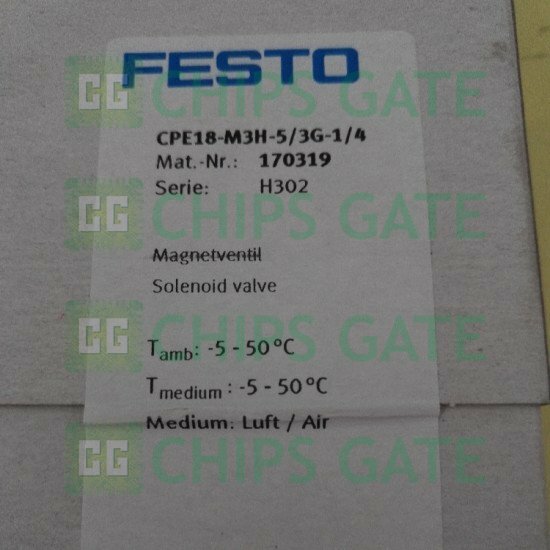 FESTO
CG CHIPS GATE
CPE18-M3H-5/3G-1/4
Mat.-Nr.: 170319
Serie: H302
CG CHIPS GATE
Magnetventil
Solenoid valve
CG CHIPS GATE
Tamb: -5 - 50°C
Tmedium: -5 - 50°C
Medium: Luft / Air
CG CHIPS GATE